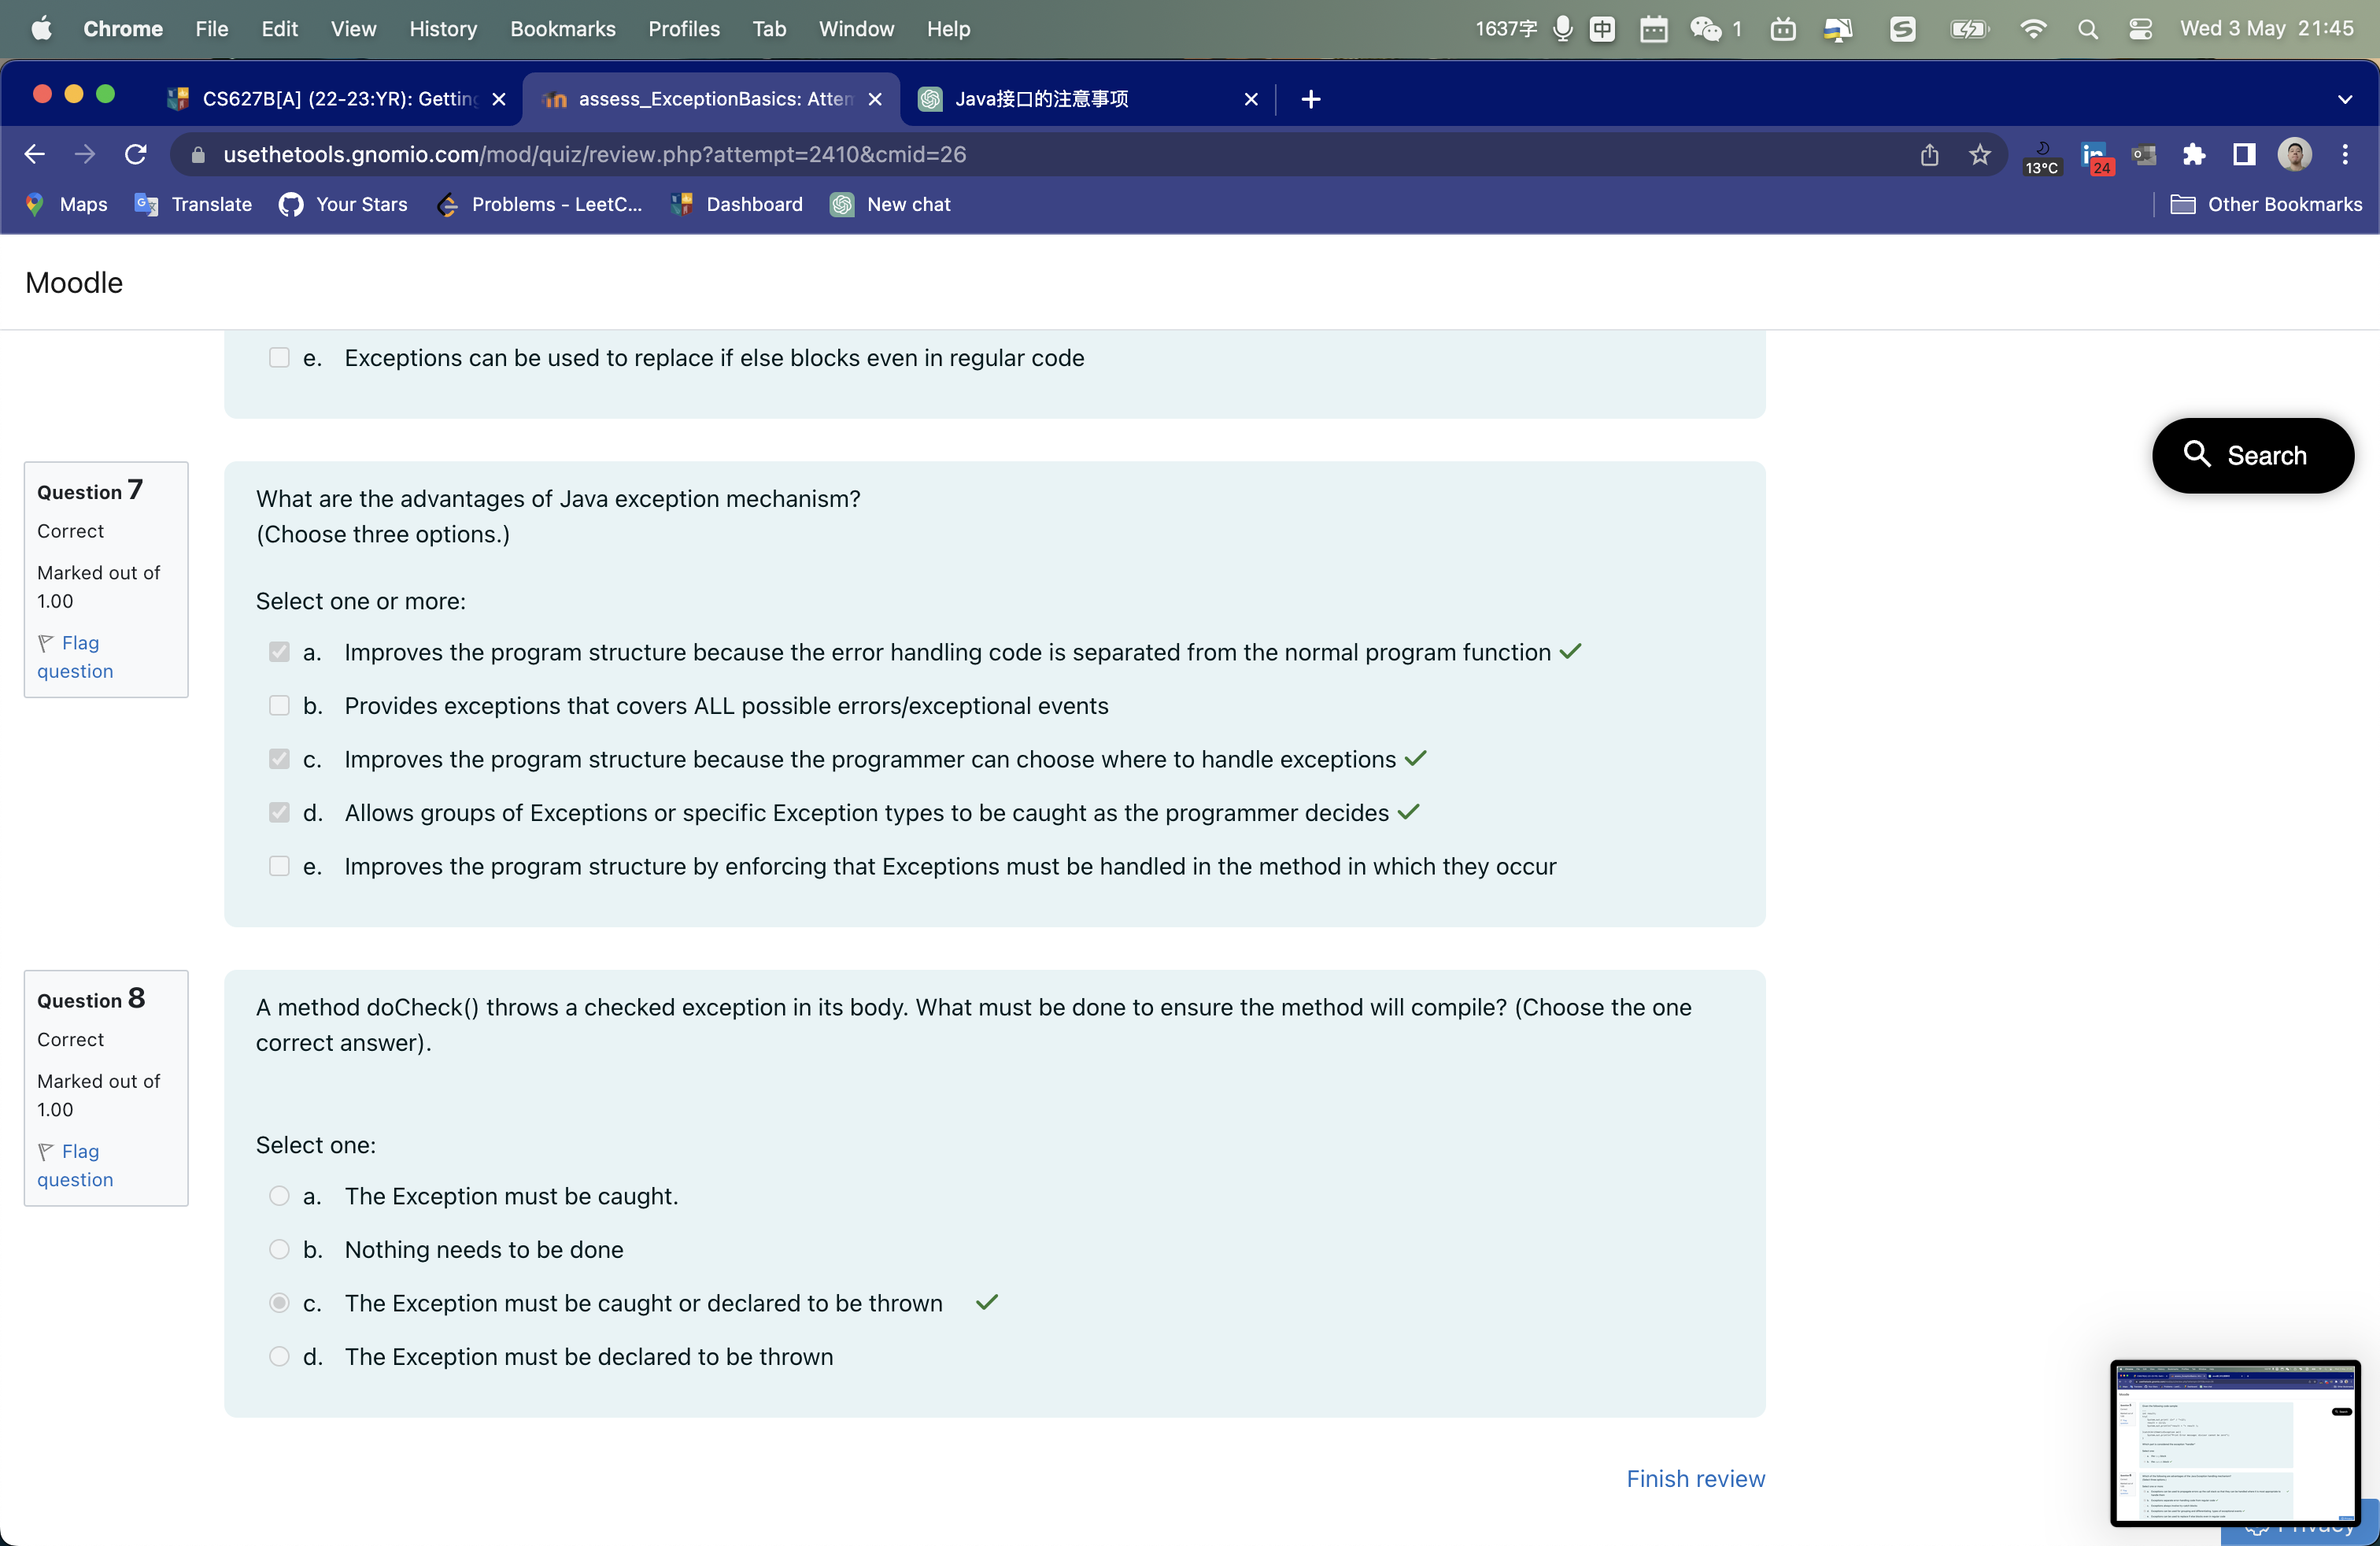 Chrome File Edit View History Bookmarks Profiles Tab Window Help 1637字 中 1 Wed 3 May 21:45
CS627B[A] (22-23:YR): Getting assess_ExceptionBasics: Atten Java接口的注意事项
usethetools.gnomio.com/mod/quiz/review.php?attempt=2410&cmid=26 13°C 24
Maps Translate Your Stars Problems - LeetC... Dashboard New chat Other Bookmarks
Moodle
e. Exceptions can be used to replace if else blocks even in regular code
Search
Question 7
Correct
Marked out of
1.00
Flag
question
What are the advantages of Java exception mechanism?
(Choose three options.)
Select one or more:
a. Improves the program structure because the error handling code is separated from the normal program function
b. Provides exceptions that covers ALL possible errors/exceptional events
c. Improves the program structure because the programmer can choose where to handle exceptions
d. Allows groups of Exceptions or specific Exception types to be caught as the programmer decides
e. Improves the program structure by enforcing that Exceptions must be handled in the method in which they occur
Question 8
Correct
Marked out of
1.00
Flag
question
A method doCheck() throws a checked exception in its body. What must be done to ensure the method will compile? (Choose the one
correct answer).
Select one:
a. The Exception must be caught.
b. Nothing needs to be done
c. The Exception must be caught or declared to be thrown
d. The Exception must be declared to be thrown
Finish review
Privacy